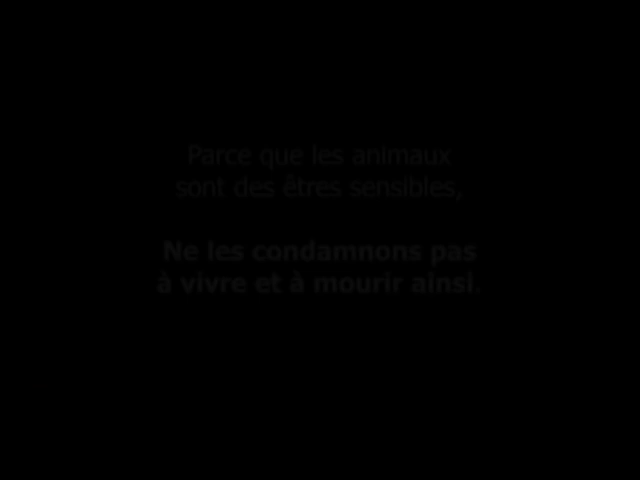 Parce que les animaux
sont des êtres sensibles,
Ne les condamnons pas
à vivre et à mourir ainsi.